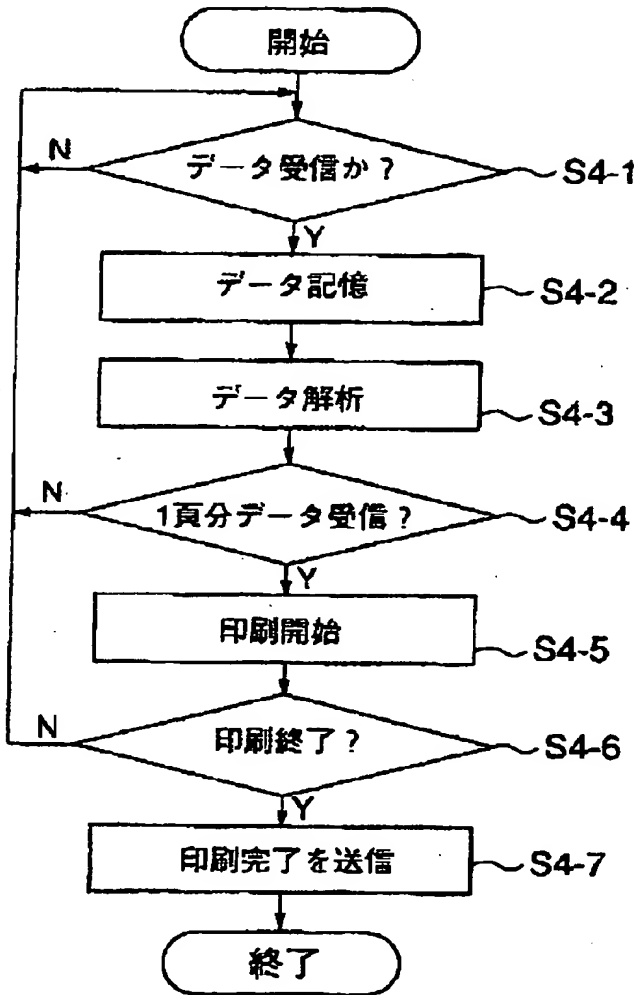 開始
N
データ受信か?
S4-1
Y
データ記憶
S4-2
データ解析
S4-3
N
1頁分データ受信?
S4-4
Y
印刷開始
S4-5
N
印刷終了?
S4-6
Y
印刷完了を送信
S4-7
終了